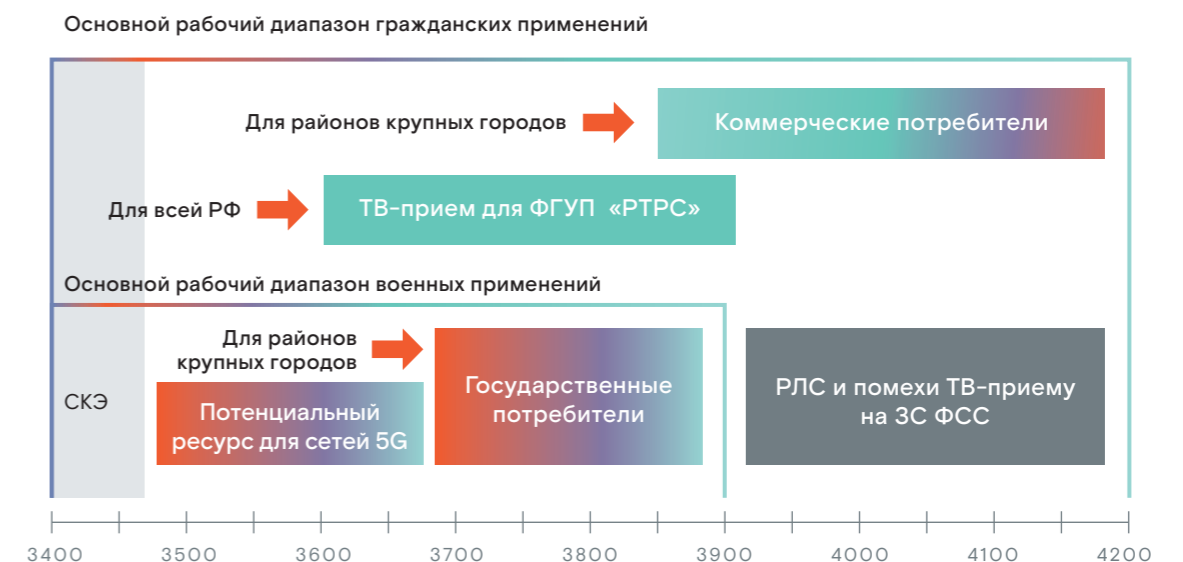 Основной рабочий диапазон гражданских применений
Для районов крупных городов
Коммерческие потребители
Для всей РФ
ТВ-прием для ФГУП «РТРС»
Основной рабочий диапазон военных применений
Для районов
крупных городов
СКЭ
Потенциальный
ресурс для сетей 5G
Государственные
потребители
РЛС и помехи ТВ-приему
на ЗС ФСС
3400 3500 3600 3700 3800 3900 4000 4100 4200